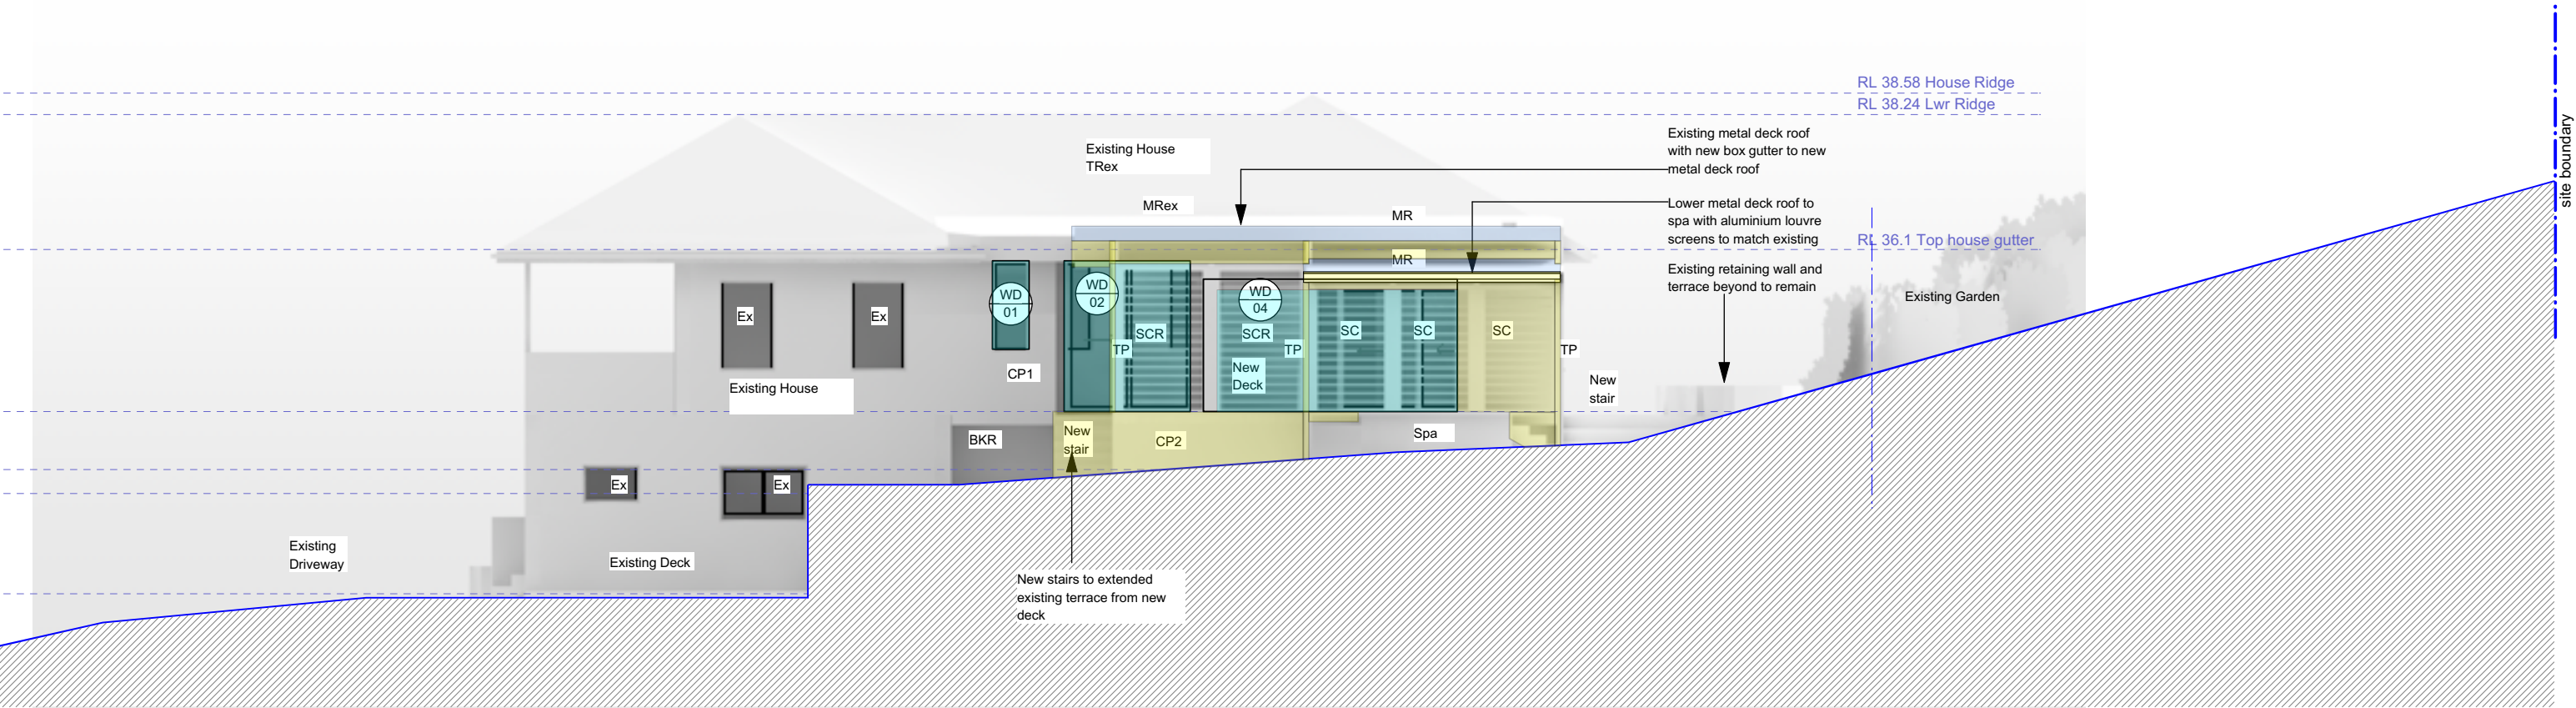 RL 38.58 House Ridge
RL 38.24 Lwr Ridge
site boundary
Existing metal deck roof
with new box gutter to new
metal deck roof
Existing House
TRex
MRex
MR
Lower metal deck roof to
spa with aluminium louvre
screens to match existing
RL 36.1 Top house gutter
MR
Existing retaining wall and
terrace beyond to remain
Existing Garden
WD
01
WD
02
WD
04
Ex
Ex
SCR
SCR
SC
SC
SC
TP
TP
TP
CP1
New
Deck
Existing House
New
stair
BKR
New
stair
CP2
Spa
Ex
Ex
Existing
Driveway
Existing Deck
New stairs to extended
existing terrace from new
deck